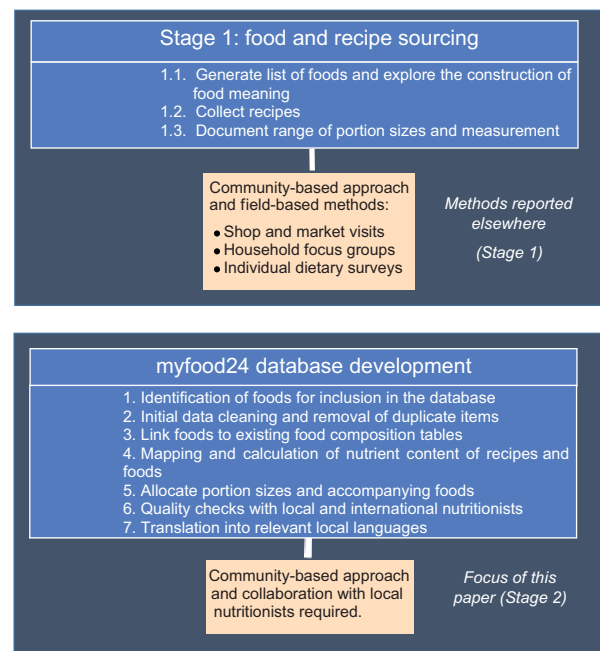 Stage 1: food and recipe sourcing
1.1. Generate list of foods and explore the construction of
food meaning
1.2. Collect recipes
1.3. Document range of portion sizes and measurement
Community-based approach
and field-based methods:
• Shop and market visits
• Household focus groups
• Individual dietary surveys
Methods reported
elsewhere
(Stage 1)
myfood24 database development
1. Identification of foods for inclusion in the database
2. Initial data cleaning and removal of duplicate items
3. Link foods to existing food composition tables
4. Mapping and calculation of nutrient content of recipes and
foods
5. Allocate portion sizes and accompanying foods
6. Quality checks with local and international nutritionists
7. Translation into relevant local languages
Community-based approach
and collaboration with local
nutritionists required.
Focus of this
paper (Stage 2)